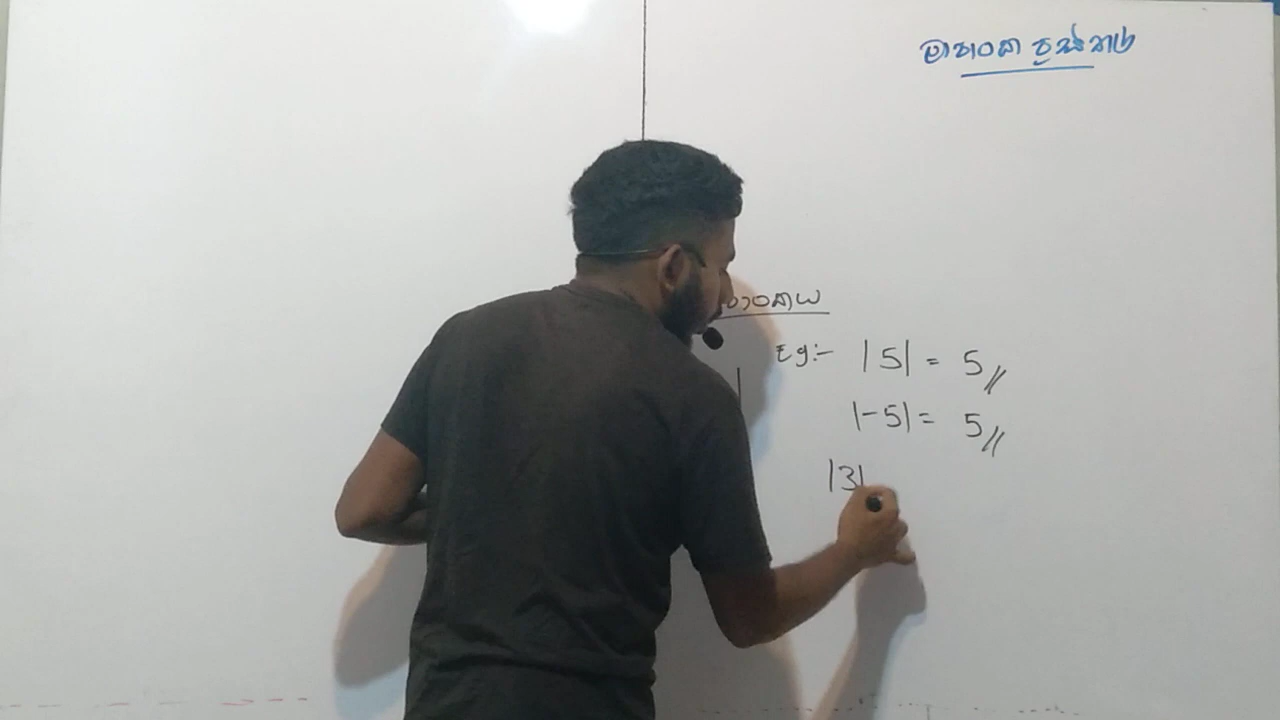 මාපාංක ප්‍රස්තාර
Eg:- |5| = 5 //
|-5| = 5 //
|3|